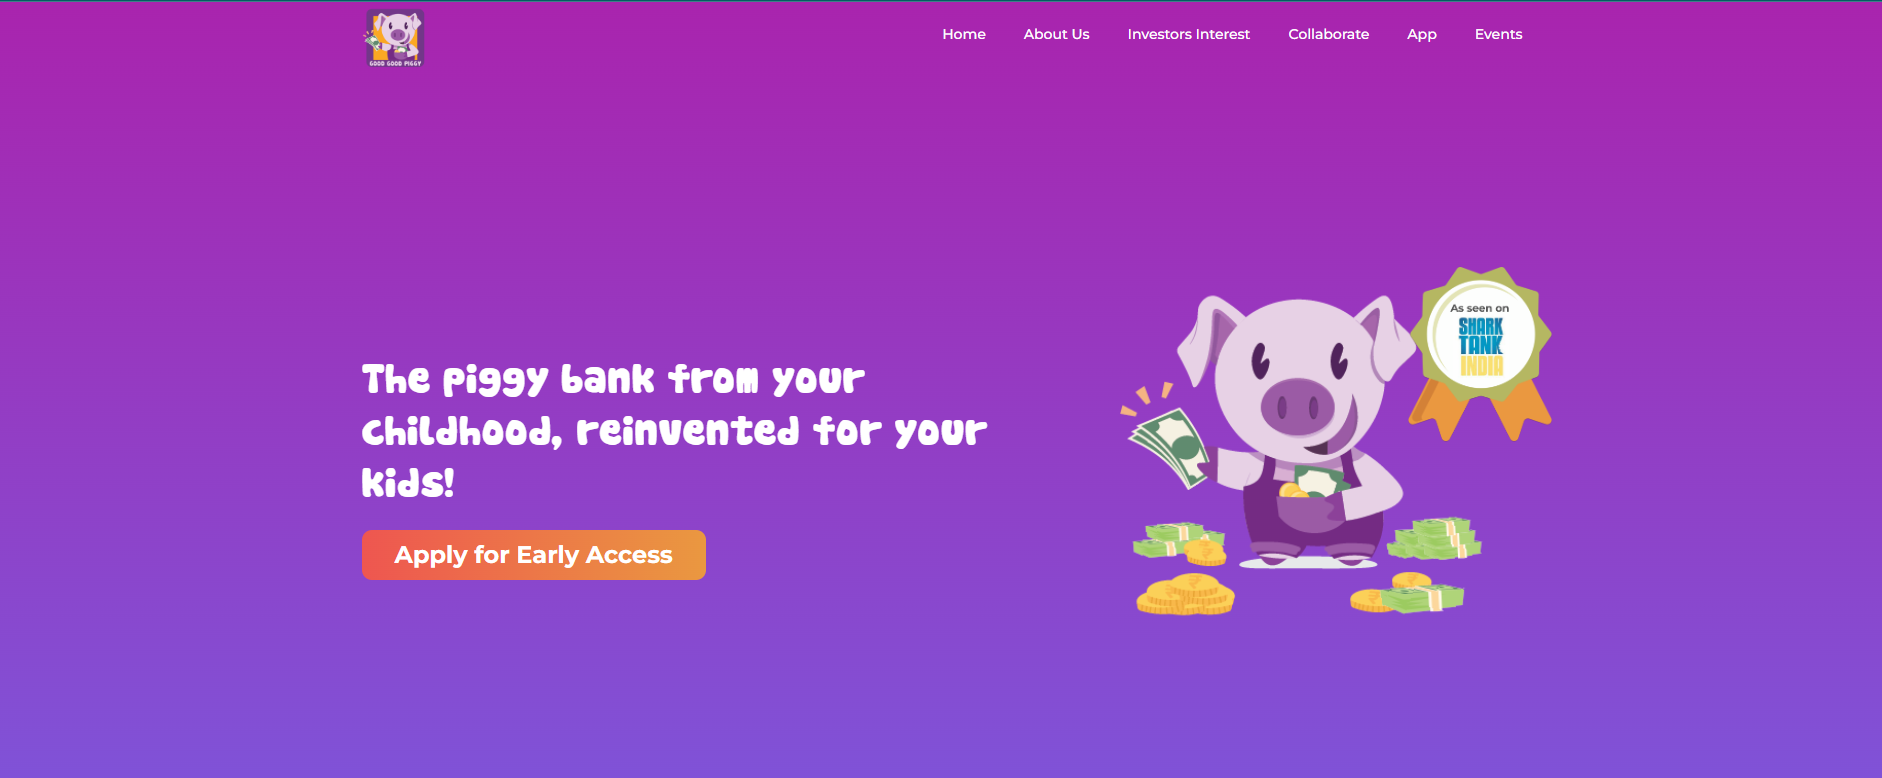 GOOD GOOD PIGGY
Home
About Us
Investors Interest
Collaborate
App
Events
The piggy bank from your
childhood, reinvented for your
kids!
Apply for Early Access
As seen on
SHARK
TANK
INDIA